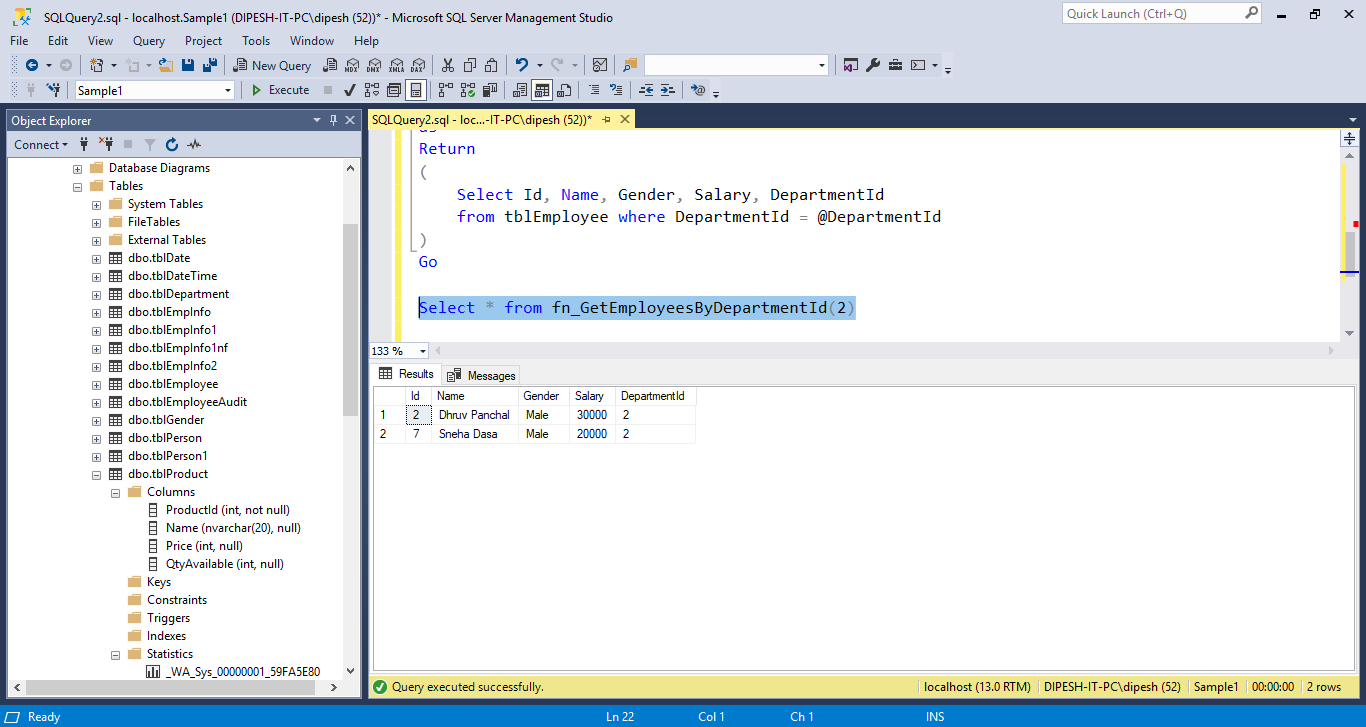 SQLQuery2.sql - localhost.Sample1 (DIPESH-IT-PC\dipesh (52))* - Microsoft SQL Server Management Studio
Quick Launch (Ctrl+Q)
File Edit View Query Project Tools Window Help
New Query MDX DMX XMLA DAX
Sample1 Execute
Object Explorer
Connect
Database Diagrams
Tables
System Tables
FileTables
External Tables
dbo.tblDate
dbo.tblDateTime
dbo.tblDepartment
dbo.tblEmpInfo
dbo.tblEmpInfo1
dbo.tblEmpInfo1nf
dbo.tblEmpInfo2
dbo.tblEmployee
dbo.tblEmployeeAudit
dbo.tblGender
dbo.tblPerson
dbo.tblPerson1
dbo.tblProduct
Columns
ProductId (int, not null)
Name (nvarchar(20), null)
Price (int, null)
QtyAvailable (int, null)
Keys
Constraints
Triggers
Indexes
Statistics
_WA_Sys_00000001_59FA5E80
SQLQuery2.sql - loc...-IT-PC\dipesh (52))*
Return
(
Select Id, Name, Gender, Salary, DepartmentId
from tblEmployee where DepartmentId = @DepartmentId
)
Go
Select * from fn_GetEmployeesByDepartmentId(2)
133 %
Results Messages
Id Name Gender Salary DepartmentId
1 2 Dhruv Panchal Male 30000 2
2 7 Sneha Dasa Male 20000 2
Query executed successfully. localhost (13.0 RTM) DIPESH-IT-PC\dipesh (52) Sample1 00:00:00 2 rows
Ready Ln 22 Col 1 Ch 1 INS